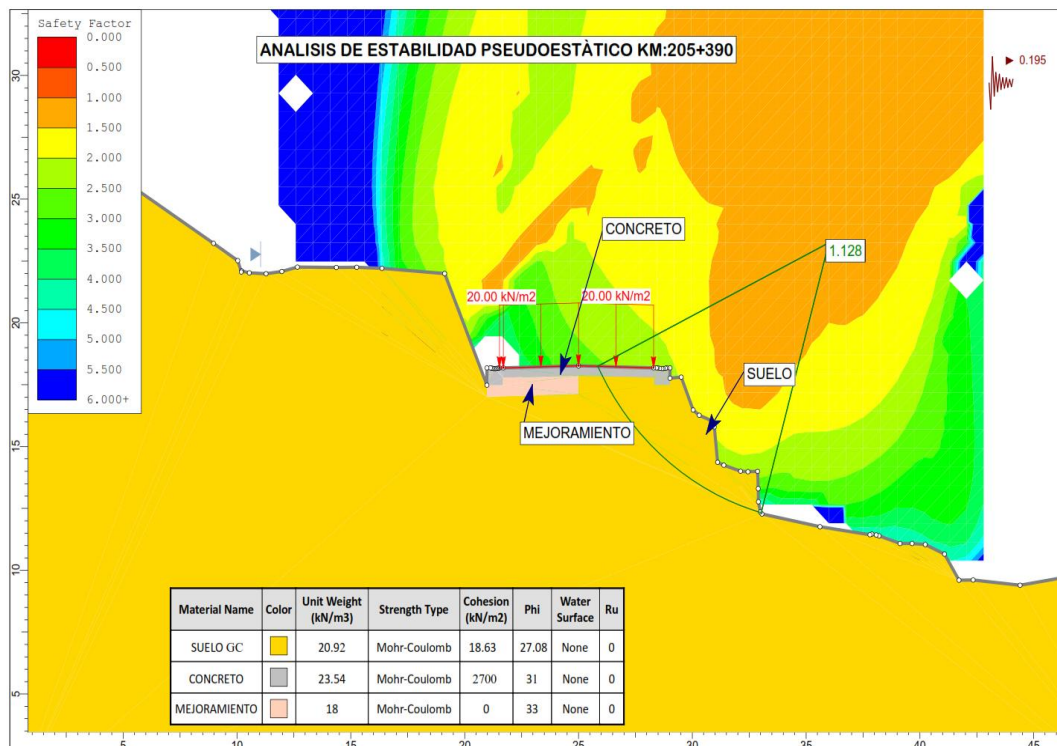 Safety Factor
0.000
0.500
1.000
1.500
2.000
2.500
3.000
3.500
4.000
4.500
5.000
5.500
6.000+
ANALISIS DE ESTABILIDAD PSEUDOESTÀTICO KM:205+390
0.195
CONCRETO
1.128
20.00 kN/m2
20.00 kN/m2
SUELO
MEJORAMIENTO
Material Name Color Unit Weight (kN/m3) Strength Type Cohesion (kN/m2) Phi Water Surface Ru
SUELO GC 20.92 Mohr-Coulomb 18.63 27.08 None 0
CONCRETO 23.54 Mohr-Coulomb 2700 31 None 0
MEJORAMIENTO 18 Mohr-Coulomb 0 33 None 0
30
25
20
15
10
5
5 10 15 20 25 30 35 40 45